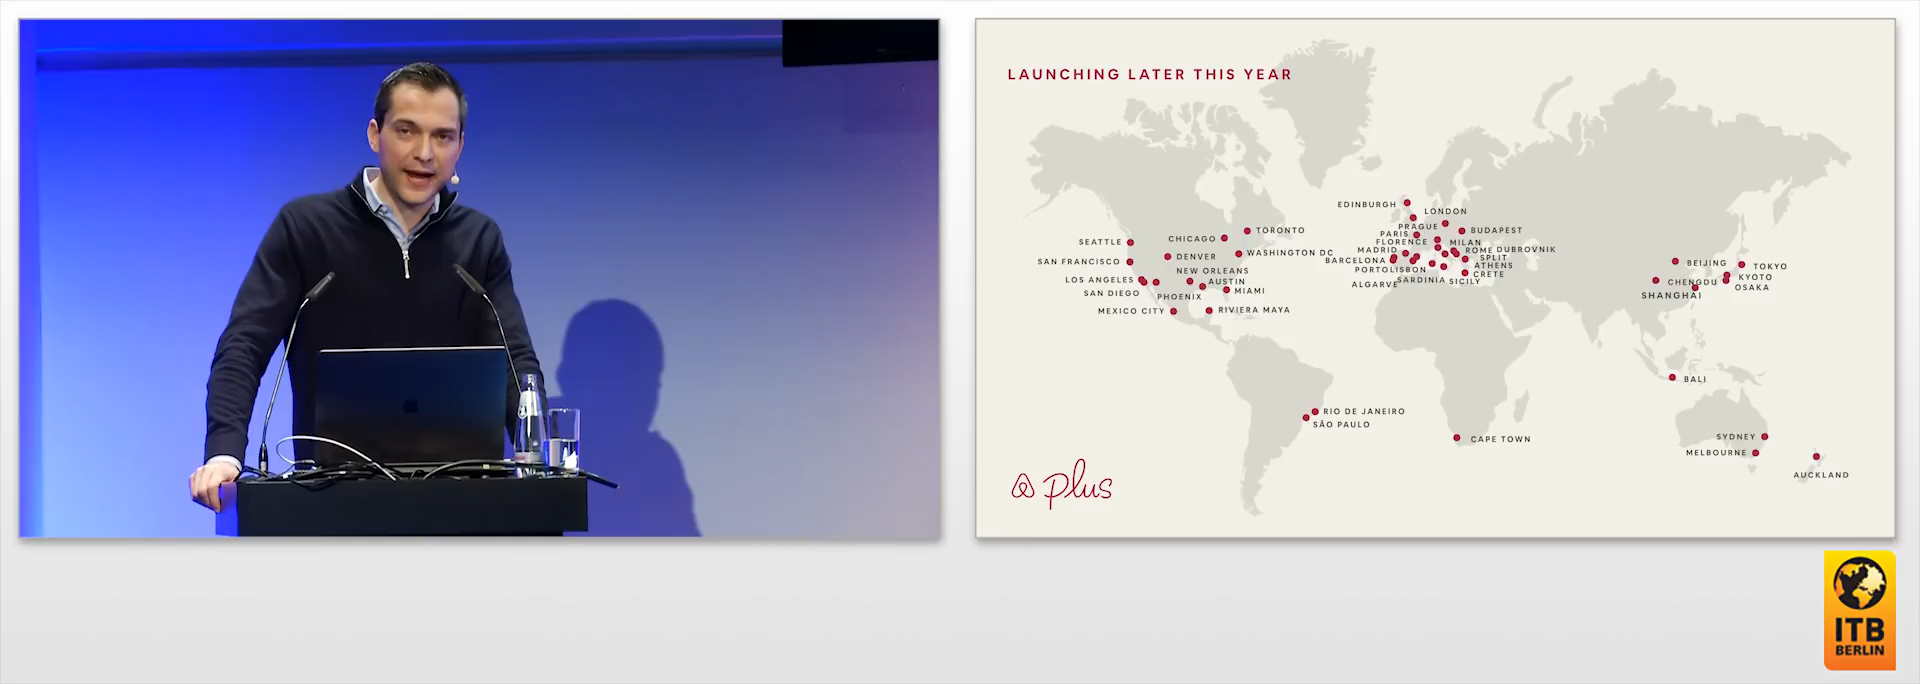 LAUNCHING LATER THIS YEAR
EDINBURGH
LONDON
PRAGUE
BUDAPEST
PARIS
FLORENCE
MILAN
MADRID
ROME
DUBROVNIK
BARCELONA
SPLIT
PORTO
LISBON
ATHENS
CRETE
SARDINIA
SICILY
ALGARVE
TORONTO
SEATTLE
CHICAGO
WASHINGTON DC
SAN FRANCISCO
DENVER
NEW ORLEANS
LOS ANGELES
AUSTIN
SAN DIEGO
PHOENIX
MIAMI
MEXICO CITY
RIVIERA MAYA
BEIJING
TOKYO
KYOTO
CHENGDU
OSAKA
SHANGHAI
BALI
RIO DE JANEIRO
SÃO PAULO
CAPE TOWN
SYDNEY
MELBOURNE
AUCKLAND
plus
ITB
BERLIN